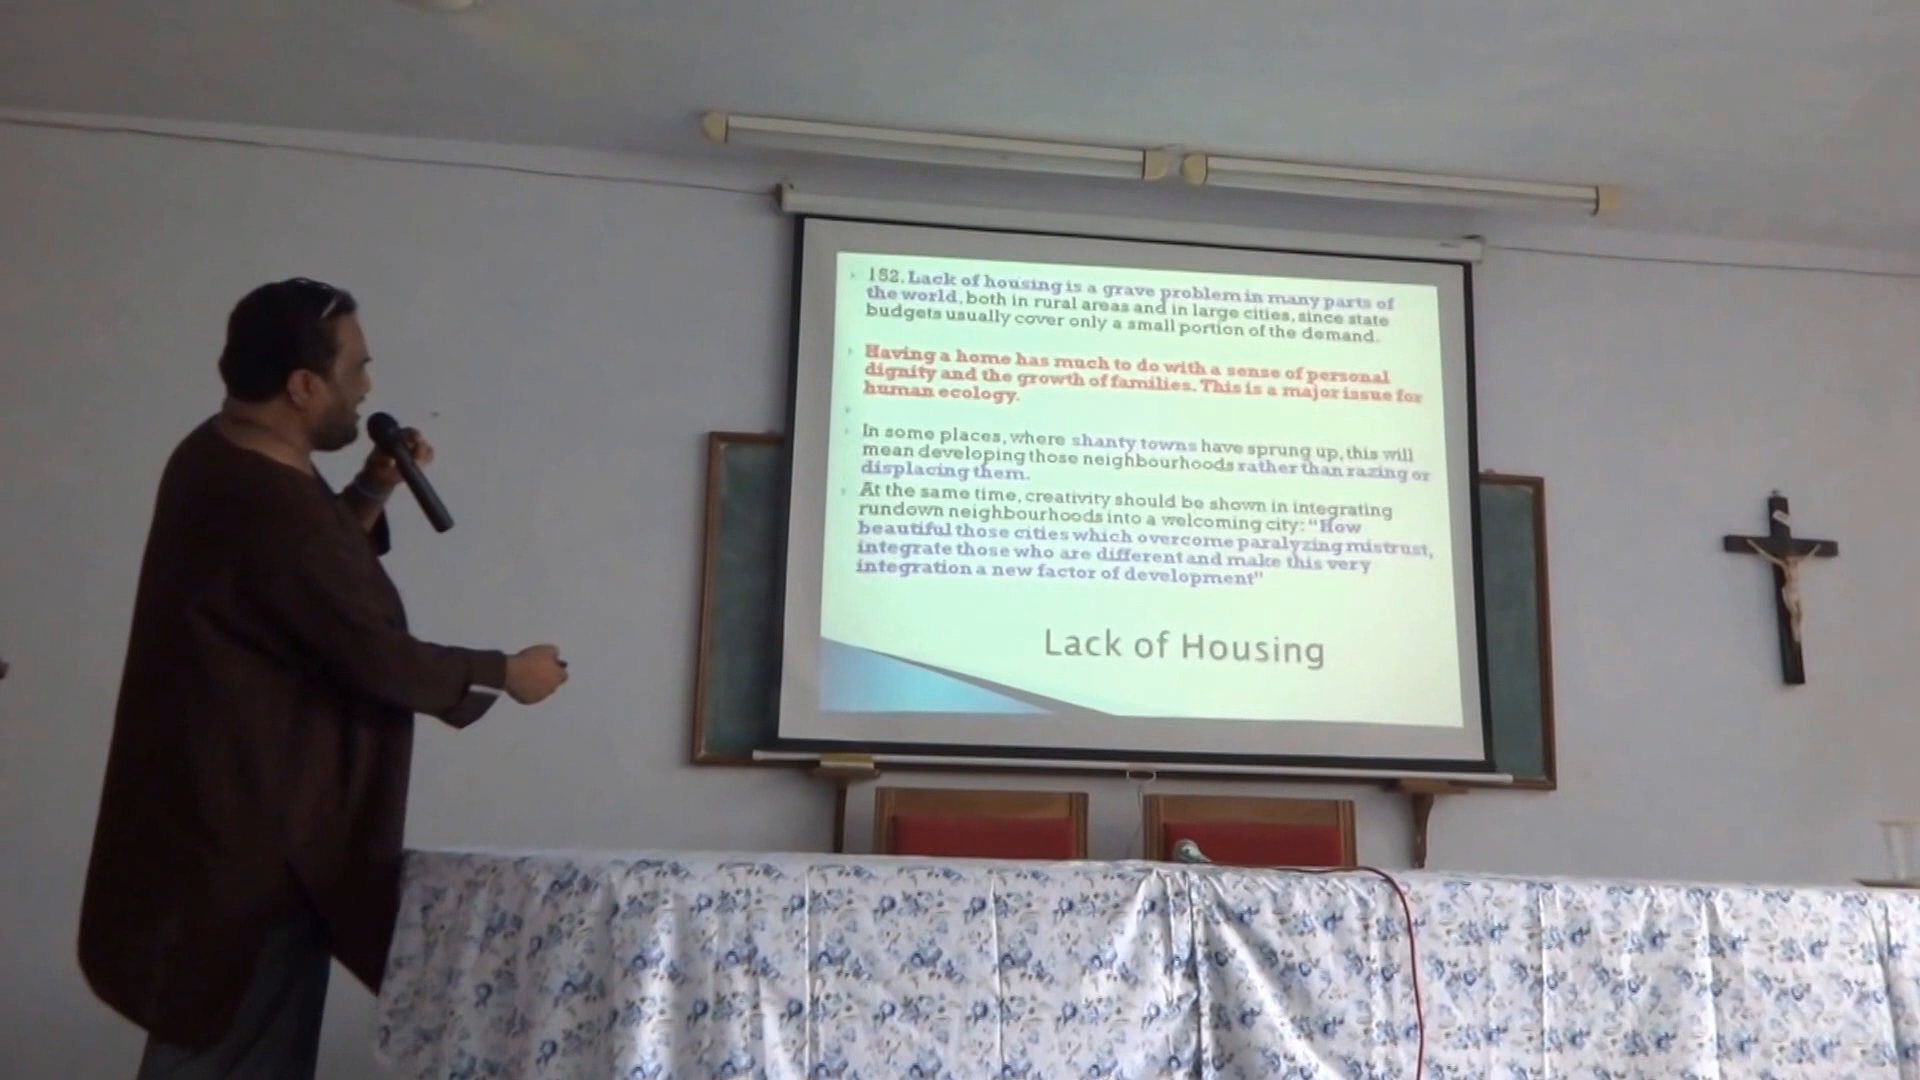 152. Lack of housing is a grave problem in many parts of
the world, both in rural areas and in large cities, since state
budgets usually cover only a small portion of the demand.
Having a home has much to do with a sense of personal
dignity and the growth of families. This is a major issue for
human ecology.
In some places, where shanty towns have sprung up, this will
mean developing those neighbourhoods rather than razing or
displacing them.
At the same time, creativity should be shown in integrating
rundown neighbourhoods into a welcoming city: "How
beautiful those cities which overcome paralyzing mistrust,
integrate those who are different and make this very
integration a new factor of development"
Lack of Housing